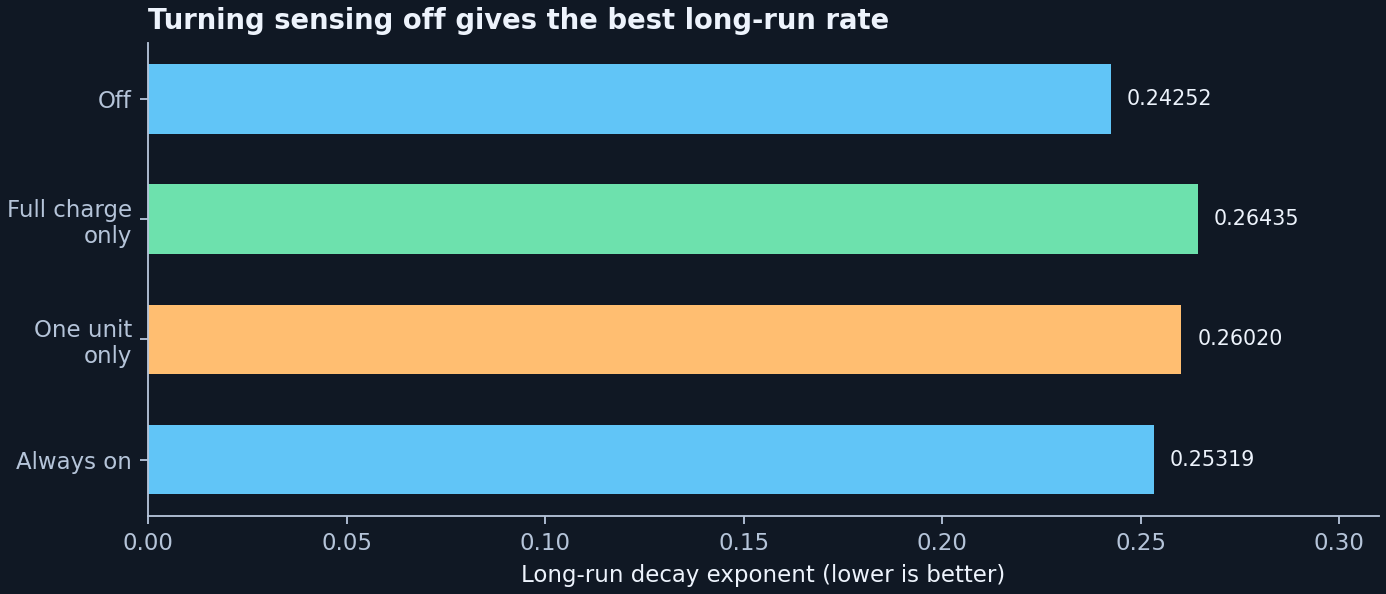 Turning sensing off gives the best long-run rate
Off
0.24252
Full charge
only
0.26435
One unit
only
0.26020
Always on
0.25319
0.00 0.05 0.10 0.15 0.20 0.25 0.30
Long-run decay exponent (lower is better)